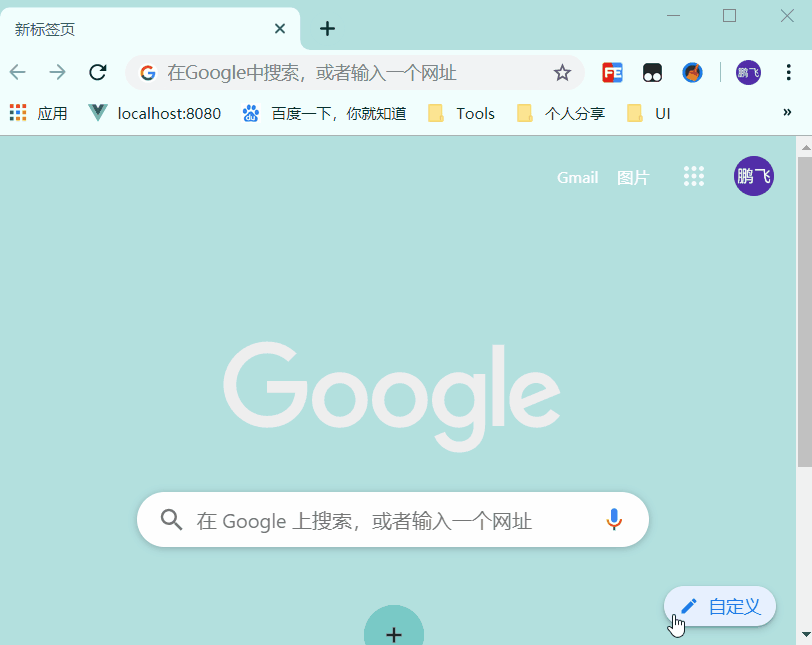 新标签页
在Google中搜索，或者输入一个网址
FE
鹏飞
应用
localhost:8080
du
百度一下，你就知道
Tools
个人分享
UI
»
Gmail
图片
鹏飞
Google
在 Google 上搜索，或者输入一个网址
自定义